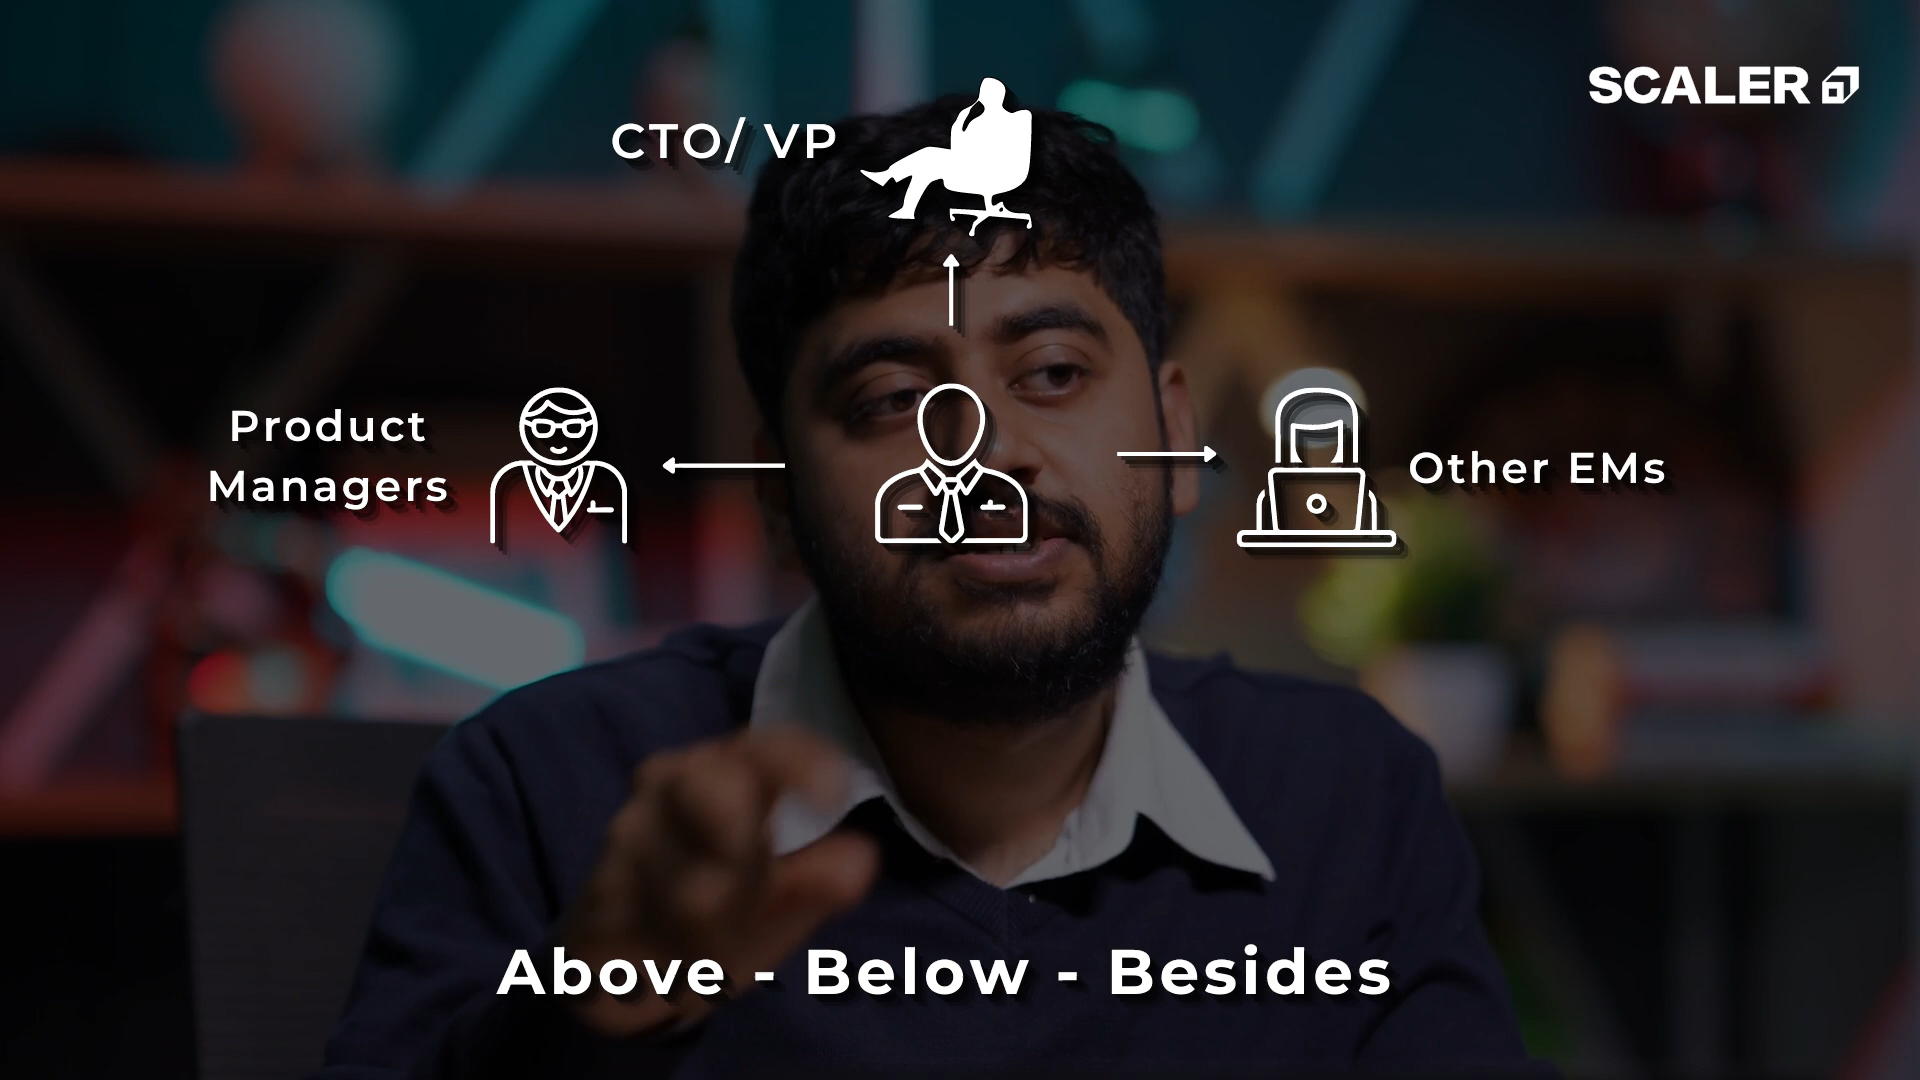 SCALER
CTO/ VP
Product
Managers
Other EMs
Above - Below - Besides